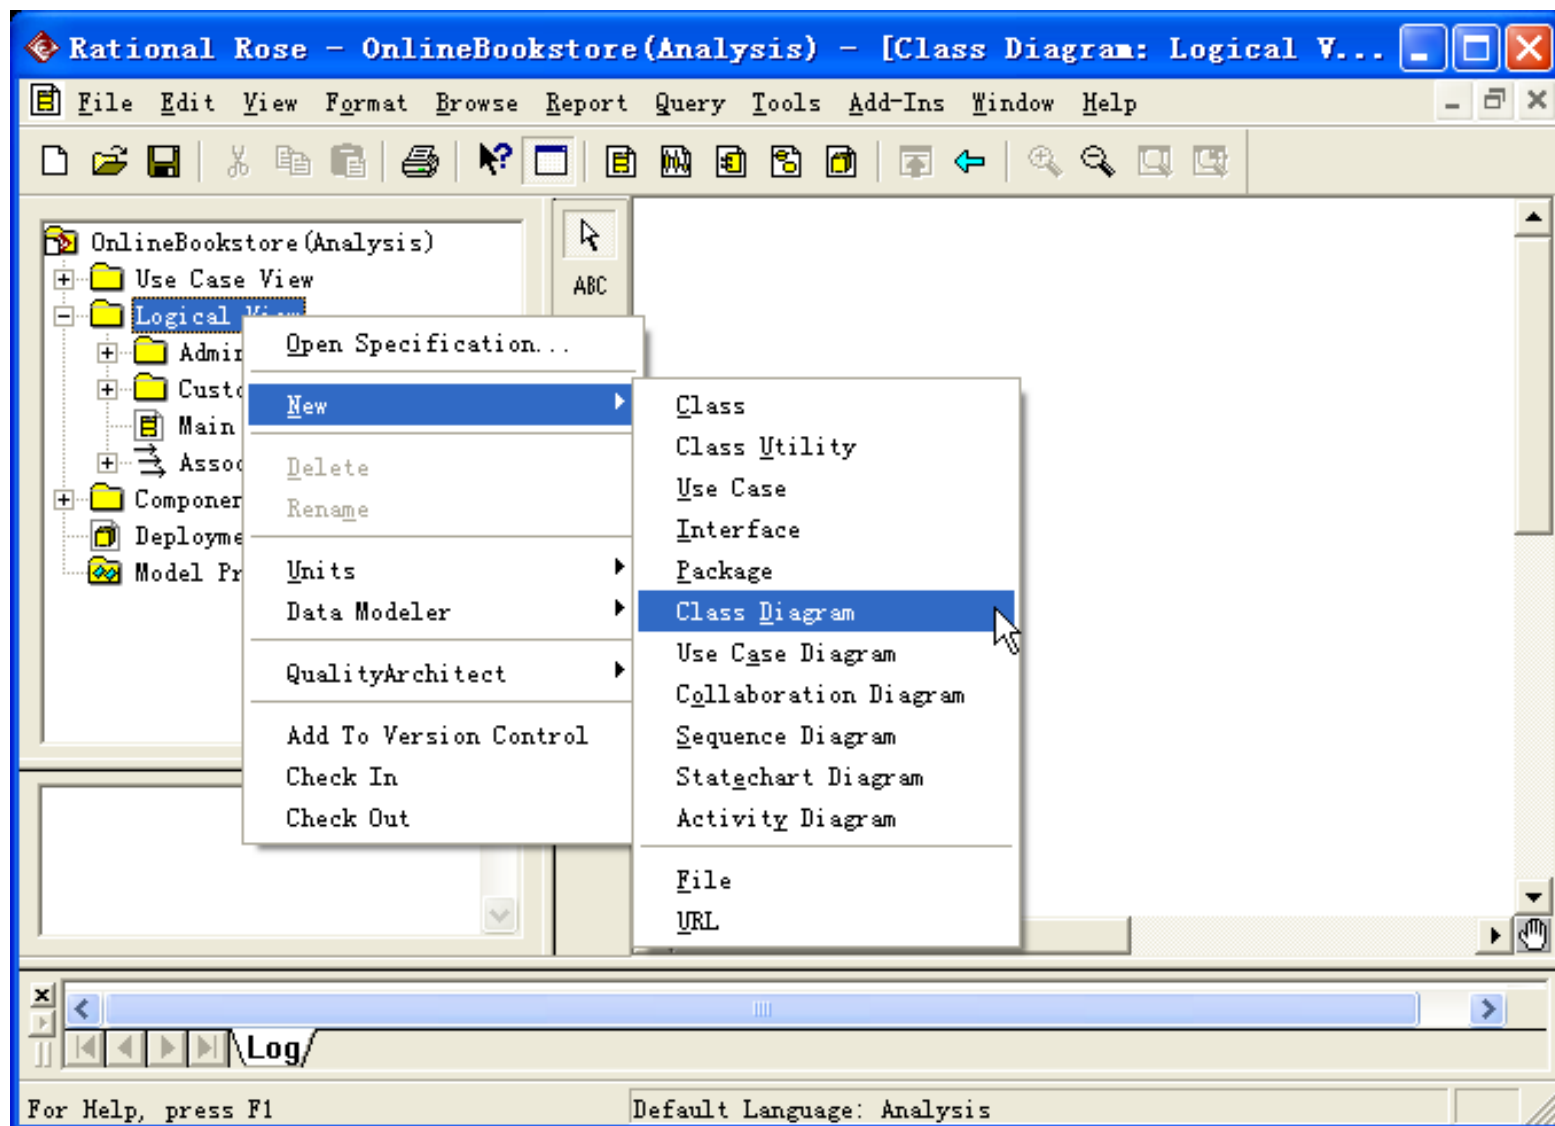 Rational Rose - OnlineBookstore(Analysis) - [Class Diagram: Logical V...
File Edit View Format Browse Report Query Tools Add-Ins Window Help
OnlineBookstore(Analysis)
Use Case View
Logical
Admin
Custo
Main
Assoc
Componen
Deployme
Model Pr
ABC
Open Specification...
New
Delete
Rename
Units
Data Modeler
QualityArchitect
Add To Version Control
Check In
Check Out
Class
Class Utility
Use Case
Interface
Package
Class Diagram
Use Case Diagram
Collaboration Diagram
Sequence Diagram
Statechart Diagram
Activity Diagram
File
URL
Log
For Help, press F1
Default Language: Analysis